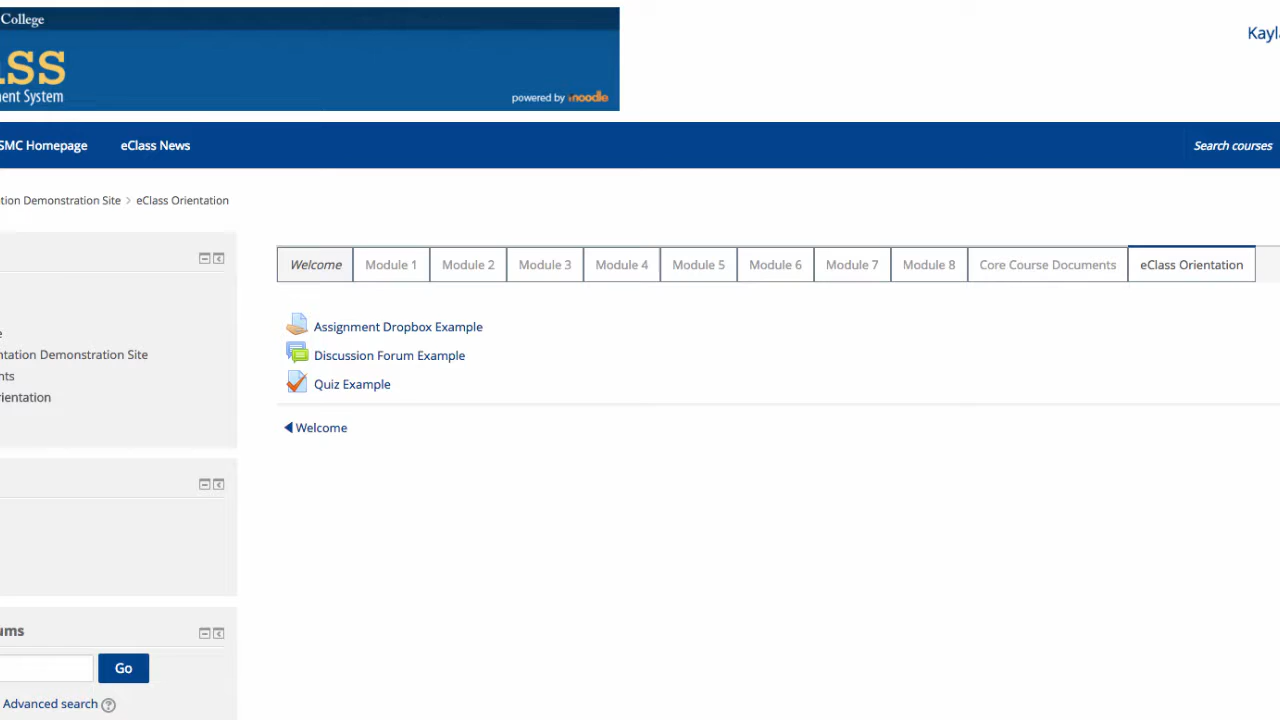 College
Kayl
ss
ment System
powered by moodle
SMC Homepage
eClass News
Search courses
tion Demonstration Site > eClass Orientation
Welcome
Module 1
Module 2
Module 3
Module 4
Module 5
Module 6
Module 7
Module 8
Core Course Documents
eClass Orientation
Assignment Dropbox Example
Discussion Forum Example
Quiz Example
Welcome
e
ntation Demonstration Site
nts
rientation
ums
Go
Advanced search